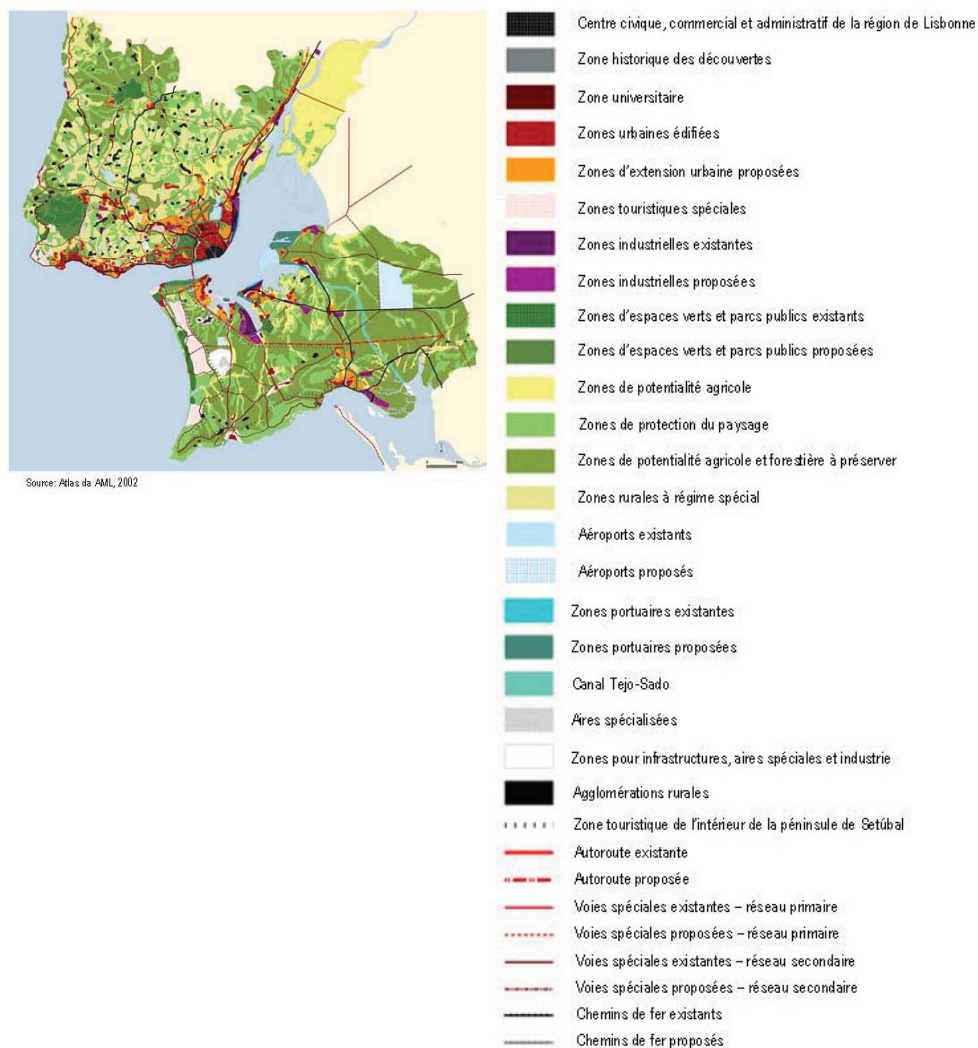 Source: Atlas da AML, 2002
Centre civique, commercial et administratif de la région de Lisbonne
Zone historique des découvertes
Zone universitaire
Zones urbaines édifiées
Zones d'extension urbaine proposées
Zones touristiques spéciales
Zones industrielles existantes
Zones industrielles proposées
Zones d'espaces verts et parcs publics existants
Zones d'espaces verts et parcs publics proposées
Zones de potentialité agricole
Zones de protection du paysage
Zones de potentialité agricole et forestière à préserver
Zones rurales à régime spécial
Aéroports existants
Aéroports proposés
Zones portuaires existantes
Zones portuaires proposées
Canal Tejo-Sado
Aires spécialisées
Zones pour infrastructures, aires spéciales et industrie
Agglomérations rurales
Zone touristique de l'intérieur de la péninsule de Setúbal
Autoroute existante
Autoroute proposée
Voies spéciales existantes – réseau primaire
Voies spéciales proposées – réseau primaire
Voies spéciales existantes – réseau secondaire
Voies spéciales proposées – réseau secondaire
Chemins de fer existants
Chemins de fer proposés